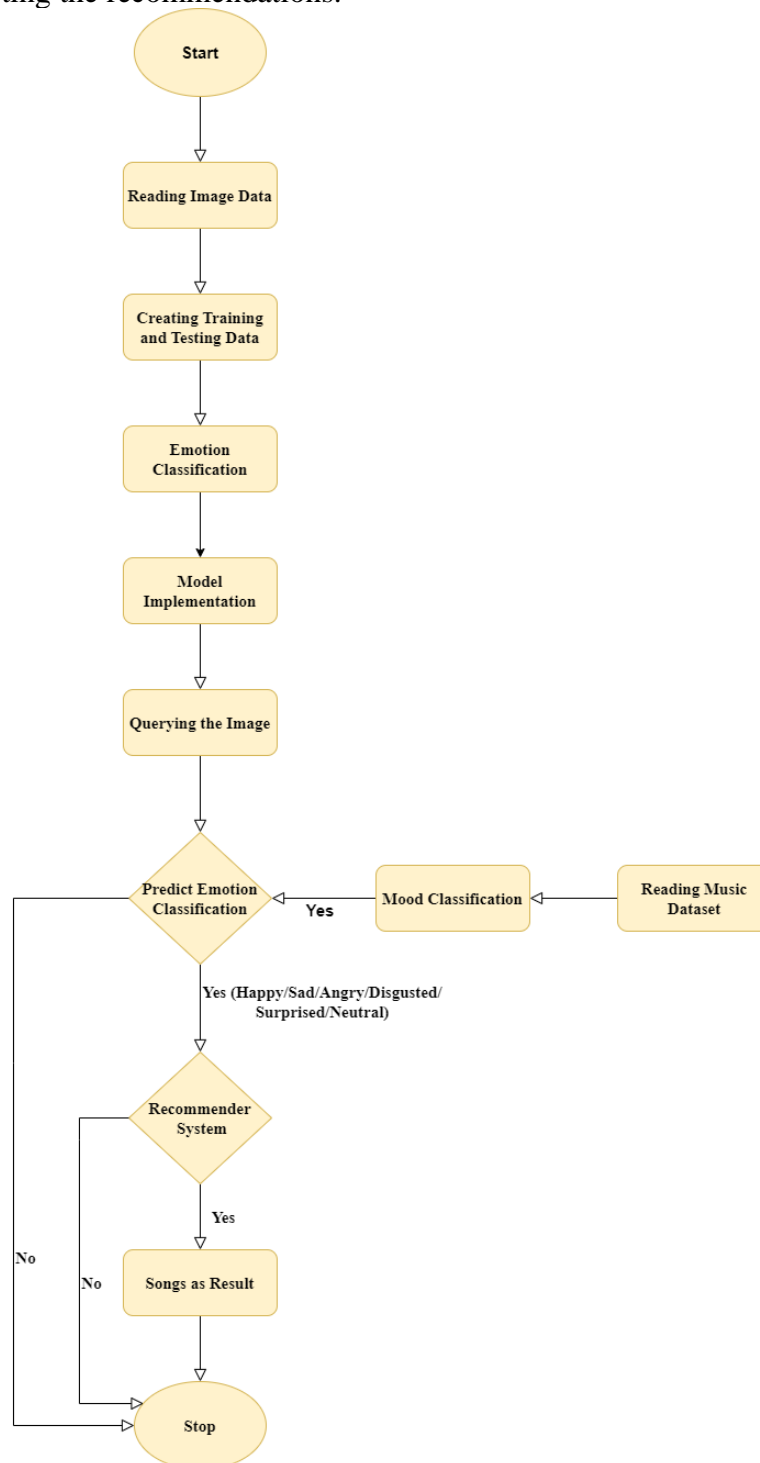 ting the recommendations.
Start
Reading Image Data
Creating Training
and Testing Data
Emotion
Classification
Model
Implementation
Querying the Image
Predict Emotion
Classification
Yes
Mood Classification
Reading Music
Dataset
Yes (Happy/Sad/Angry/Disgusted/
Surprised/Neutral)
Recommender
System
Yes
No
No
Songs as Result
Stop